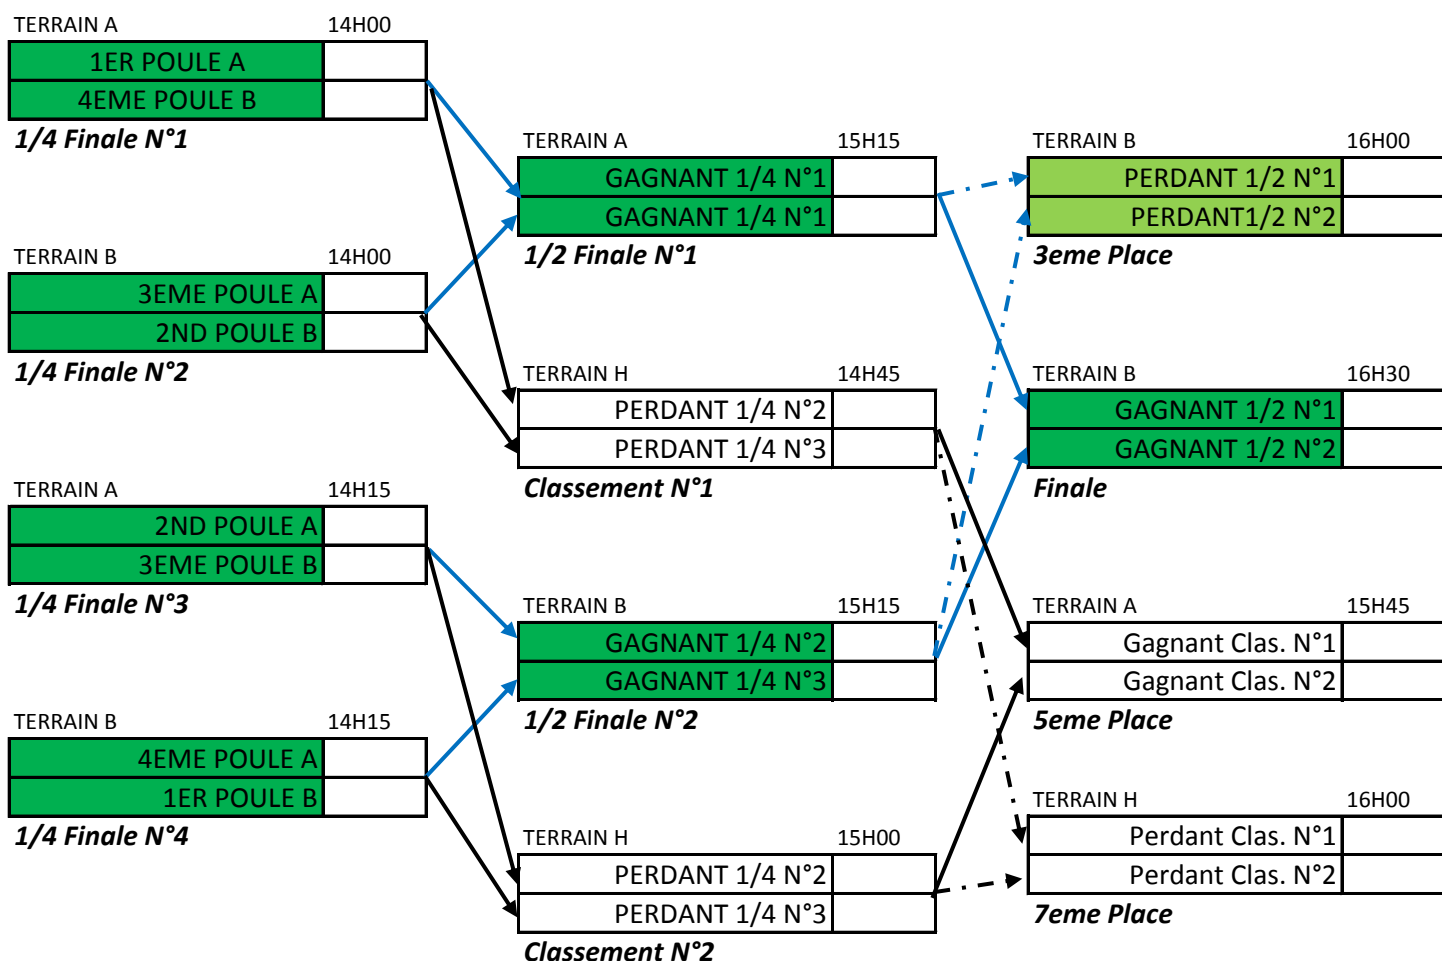 TERRAIN A 14H00
1ER POULE A
4EME POULE B
1/4 Finale N°1
TERRAIN B 14H00
3EME POULE A
2ND POULE B
1/4 Finale N°2
TERRAIN A 14H15
2ND POULE A
3EME POULE B
1/4 Finale N°3
TERRAIN B 14H15
4EME POULE A
1ER POULE B
1/4 Finale N°4
TERRAIN A 15H15
GAGNANT 1/4 N°1
GAGNANT 1/4 N°1
1/2 Finale N°1
TERRAIN H 14H45
PERDANT 1/4 N°2
PERDANT 1/4 N°3
Classement N°1
TERRAIN B 15H15
GAGNANT 1/4 N°2
GAGNANT 1/4 N°3
1/2 Finale N°2
TERRAIN H 15H00
PERDANT 1/4 N°2
PERDANT 1/4 N°3
Classement N°2
TERRAIN B 16H00
PERDANT 1/2 N°1
PERDANT1/2 N°2
3eme Place
TERRAIN B 16H30
GAGNANT 1/2 N°1
GAGNANT 1/2 N°2
Finale
TERRAIN A 15H45
Gagnant Clas. N°1
Gagnant Clas. N°2
5eme Place
TERRAIN H 16H00
Perdant Clas. N°1
Perdant Clas. N°2
7eme Place